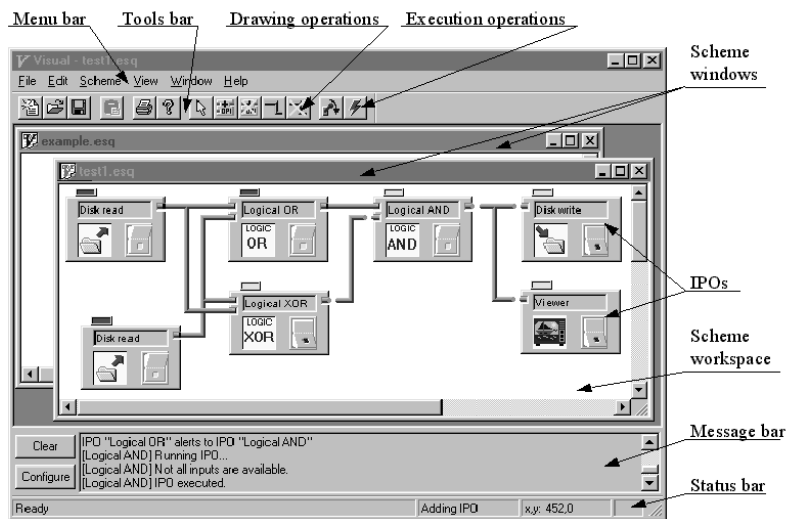 Menu bar Tools bar Drawing operations Execution operations
Scheme
windows
Visual - test1.esq
File Edit Scheme View Window Help
example.esq
test1.esq
Disk read
Logical OR
Logical AND
Disk write
LOGIC
OR
LOGIC
AND
IPOs
Logical XOR
Viewer
LOGIC
XOR
Disk read
Scheme
workspace
Clear
IPO "Logical OR" alerts to IPO "Logical AND"
[Logical AND] Running IPO...
[Logical AND] Not all inputs are available.
[Logical AND] IPO executed.
Configure
Message bar
Status bar
Ready Adding IPO x,y: 452,0